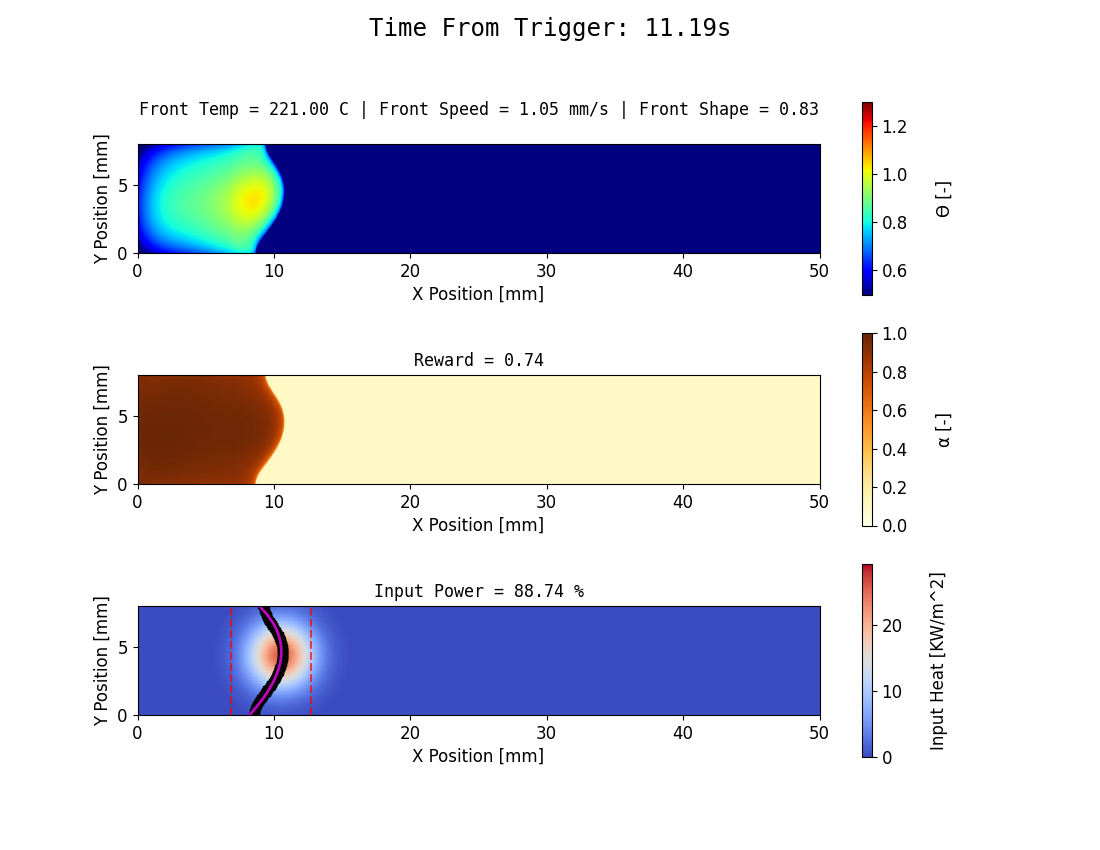 Time From Trigger: 11.19s
Front Temp = 221.00 C | Front Speed = 1.05 mm/s | Front Shape = 0.83
Y Position [mm]
5
0
0 10 20 30 40 50
X Position [mm]
1.2
1.0
0.8
0.6
Θ [-]
Reward = 0.74
Y Position [mm]
5
0
0 10 20 30 40 50
X Position [mm]
1.0
0.8
0.6
0.4
0.2
0.0
α [-]
Input Power = 88.74 %
Y Position [mm]
5
0
0 10 20 30 40 50
X Position [mm]
20
10
0
Input Heat [KW/m^2]